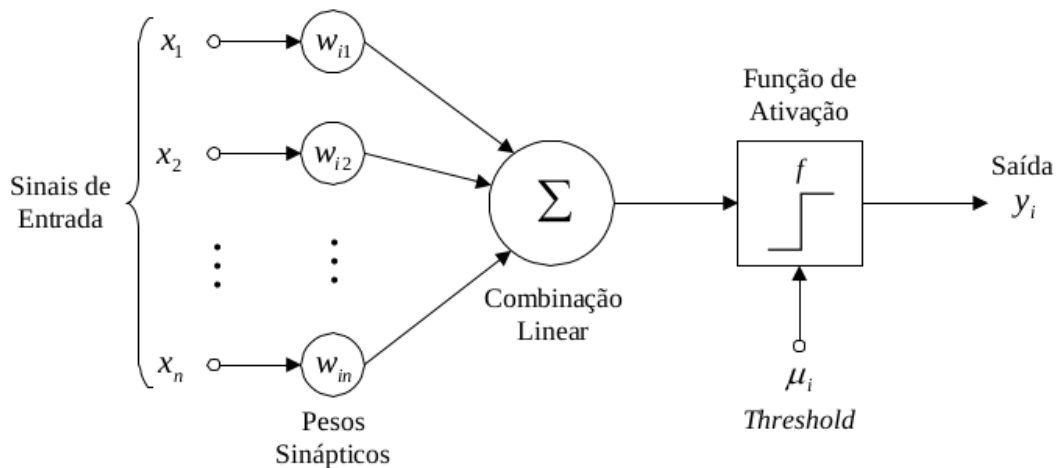 Sinais de
Entrada
x1
x2
xn
wi1
wi2
win
Pesos
Sinápticos
Σ
Combinação
Linear
Função de
Ativação
f
μi
Threshold
Saída
yi